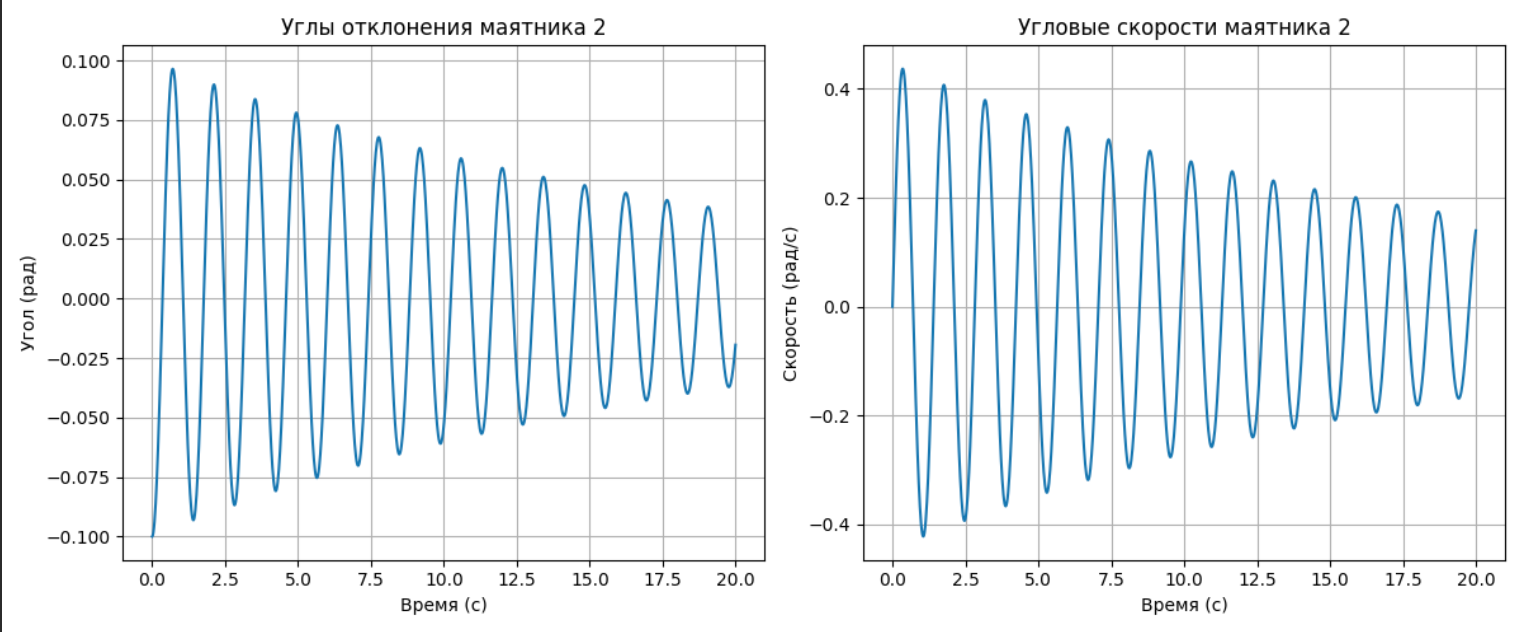 Углы отклонения маятника 2
0.100
0.075
0.050
0.025
0.000
−0.025
−0.050
−0.075
−0.100
Угол (рад)
0.0 2.5 5.0 7.5 10.0 12.5 15.0 17.5 20.0
Время (с)
Угловые скорости маятника 2
0.4
0.2
0.0
−0.2
−0.4
Скорость (рад/с)
0.0 2.5 5.0 7.5 10.0 12.5 15.0 17.5 20.0
Время (с)